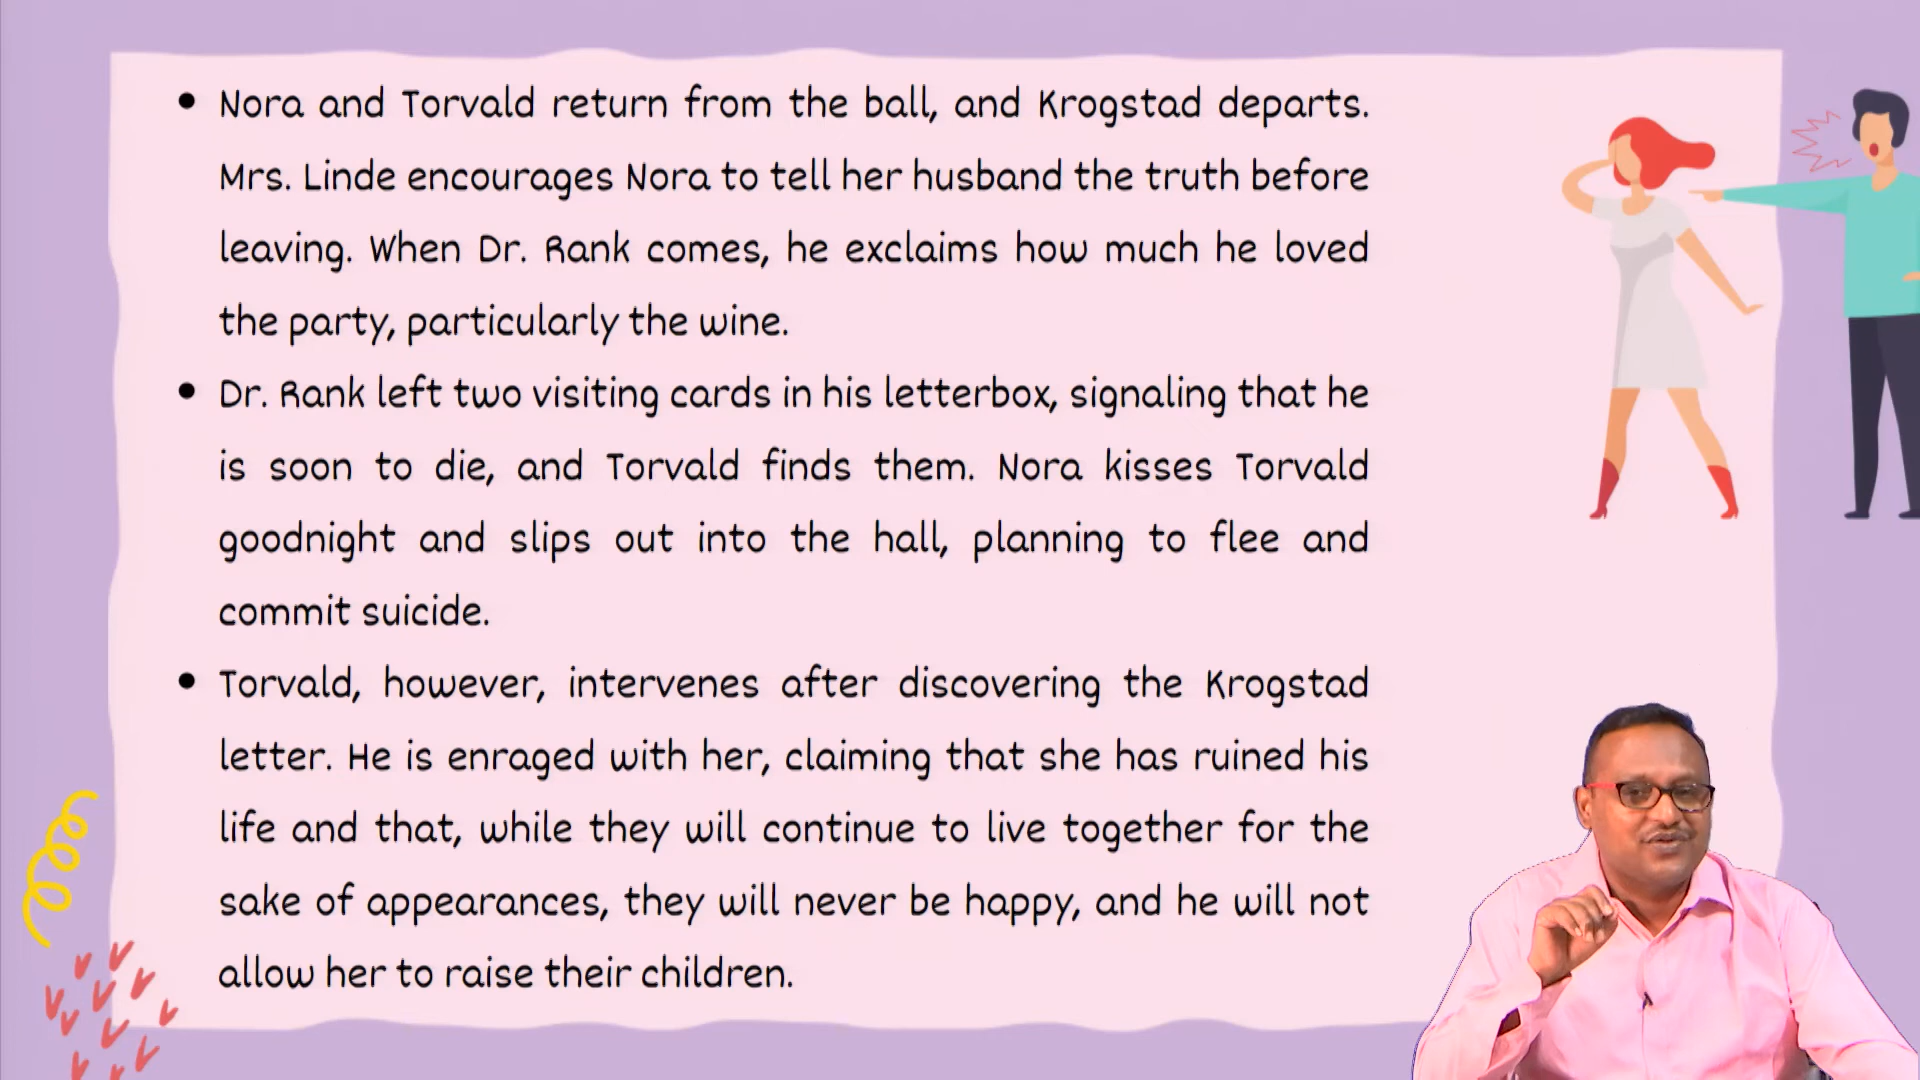 • Nora and Torvald return from the ball, and Krogstad departs.
Mrs. Linde encourages Nora to tell her husband the truth before
leaving. When Dr. Rank comes, he exclaims how much he loved
the party, particularly the wine.
• Dr. Rank left two visiting cards in his letterbox, signaling that he
is soon to die, and Torvald finds them. Nora kisses Torvald
goodnight and slips out into the hall, planning to flee and
commit suicide.
• Torvald, however, intervenes after discovering the Krogstad
letter. He is enraged with her, claiming that she has ruined his
life and that, while they will continue to live together for the
sake of appearances, they will never be happy, and he will not
allow her to raise their children.